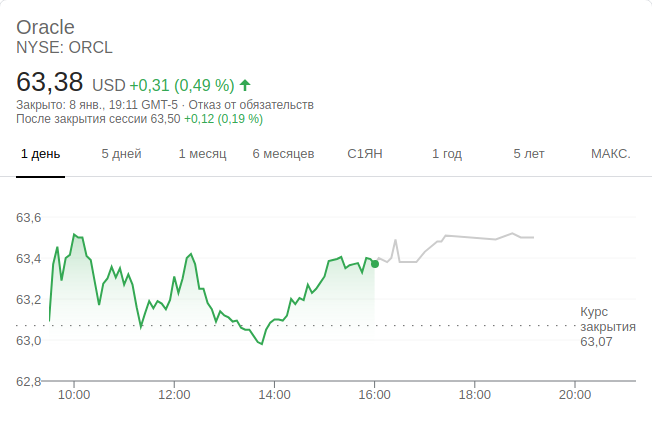 Oracle
NYSE: ORCL
63,38 USD +0,31 (0,49 %)
Закрыто: 8 янв., 19:11 GMT-5 · Отказ от обязательств
После закрытия сессии 63,50 +0,12 (0,19 %)
1 день 5 дней 1 месяц 6 месяцев С1ЯН 1 год 5 лет МАКС.
63,6
63,4
63,2
63,0
62,8
Курс
закрытия
63,07
10:00 12:00 14:00 16:00 18:00 20:00